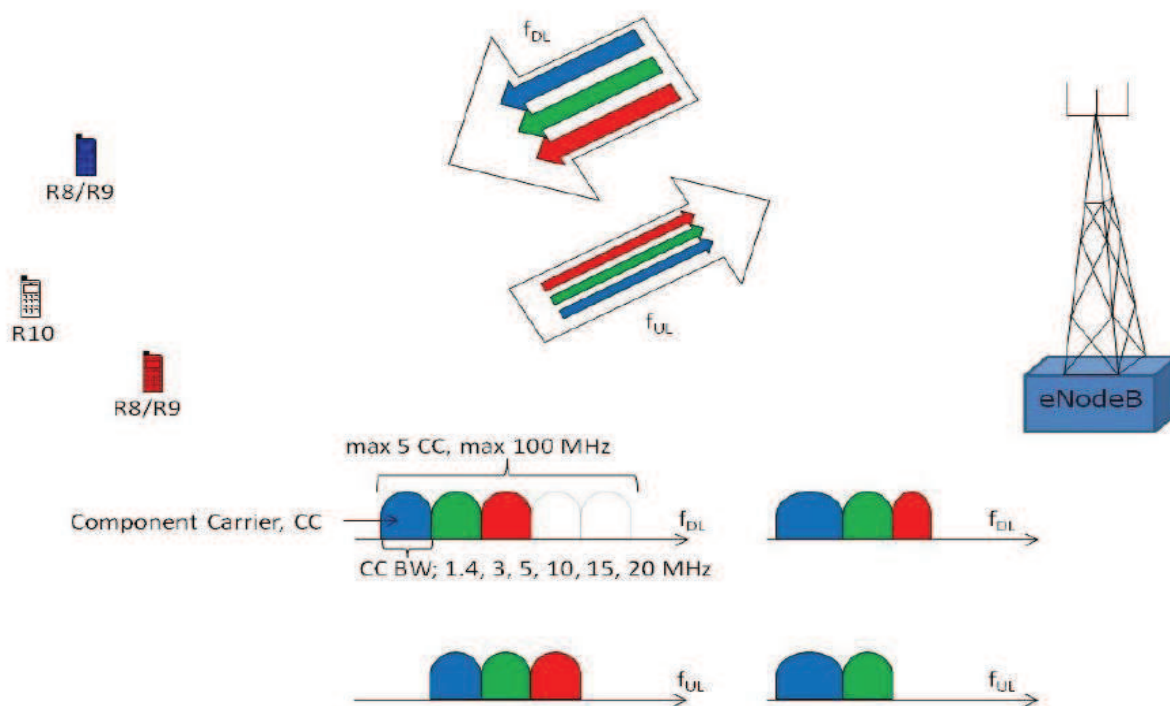 f_DL
R8/R9
R10
f_UL
R8/R9
eNodeB
max 5 CC, max 100 MHz
Component Carrier, CC
f_DL
f_DL
CC BW; 1.4, 3, 5, 10, 15, 20 MHz
f_UL
f_UL